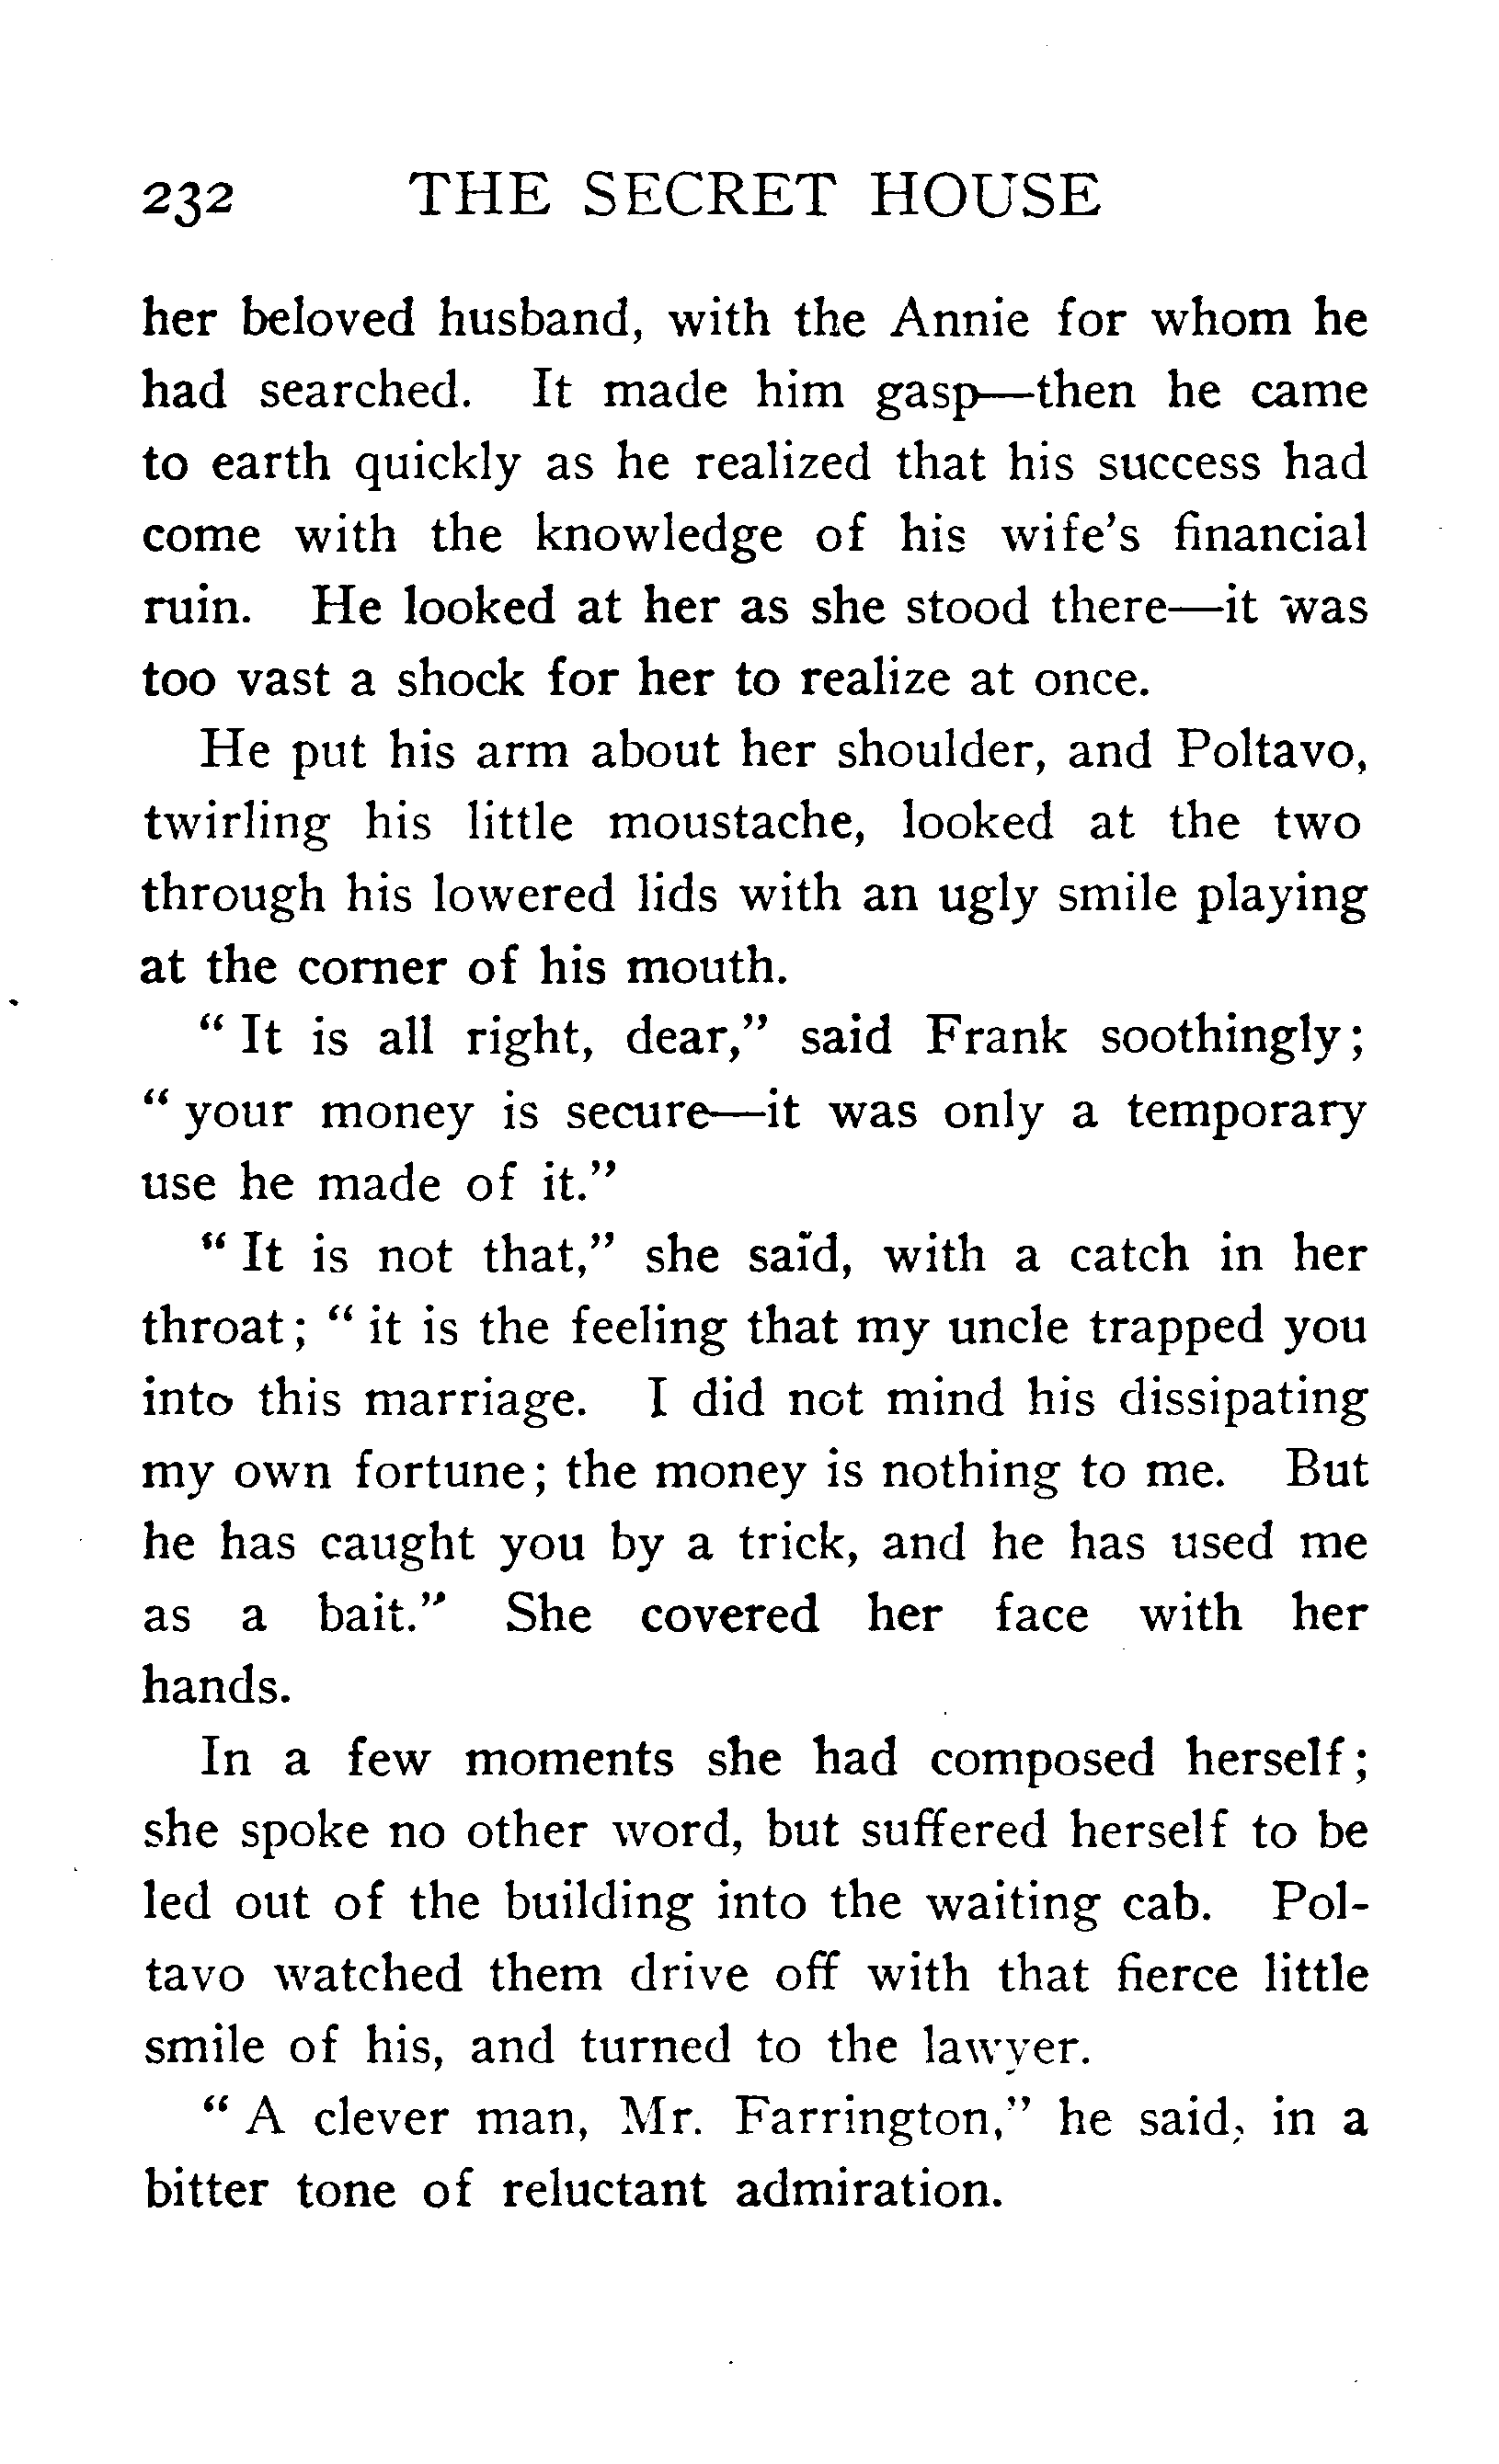 232 THE SECRET HOUSE
her beloved husband, with the Annie for whom he
had searched. It made him gasp—then he came
to earth quickly as he realized that his success had
come with the knowledge of his wife's financial
ruin. He looked at her as she stood there—it was
too vast a shock for her to realize at once.
He put his arm about her shoulder, and Poltavo,
twirling his little moustache, looked at the two
through his lowered lids with an ugly smile playing
at the corner of his mouth.
" It is all right, dear," said Frank soothingly;
" your money is secure—it was only a temporary
use he made of it."
" It is not that," she said, with a catch in her
throat; " it is the feeling that my uncle trapped you
into this marriage. I did not mind his dissipating
my own fortune; the money is nothing to me. But
he has caught you by a trick, and he has used me
as a bait." She covered her face with her
hands.
In a few moments she had composed herself;
she spoke no other word, but suffered herself to be
led out of the building into the waiting cab. Pol-
tavo watched them drive off with that fierce little
smile of his, and turned to the lawyer.
" A clever man, Mr. Farrington," he said, in a
bitter tone of reluctant admiration.